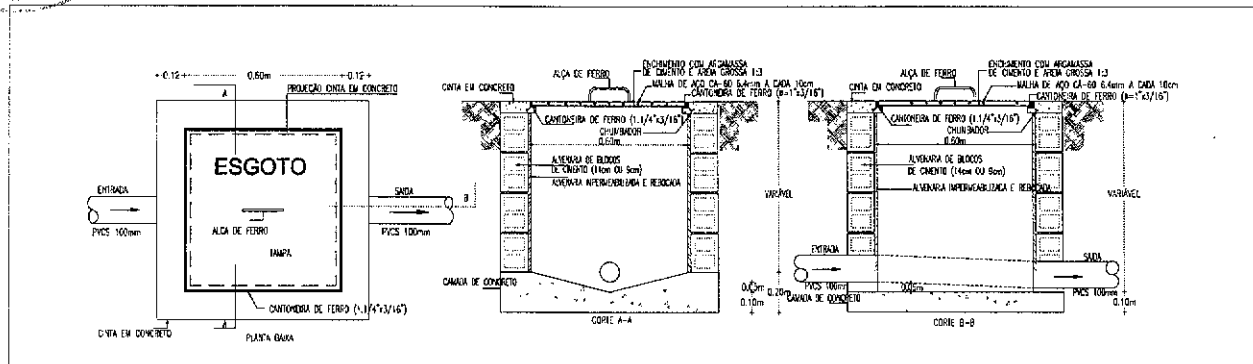 0.12
0.60m
0.12
PROJEÇÃO CINTA EM CONCRETO
A
ESGOTO
ENTRADA
PVCS 100mm
ALÇA DE FERRO
TAMPA
SAÍDA
PVCS 100mm
B
CANTONEIRA DE FERRO (1.1/4"x3/16")
CINTA EM CONCRETO
A
PLANTA BAIXA
CINTA EM CONCRETO
ALÇA DE FERRO
ENCHIMENTO COM ARGAMASSA
DE CIMENTO E AREIA GROSSA 1:3
MALHA DE AÇO CA-60 6.4mm A CADA 10cm
CANTONEIRA DE FERRO (B=1"x3/16")
CANTONEIRA DE FERRO (1.1/4"x3/16")
CHUMBADOR
0.60m
ALVENARIA DE BLOCOS
DE CIMENTO (14cm OU 9cm)
ALVENARIA IMPERMEABILIZADA E REBOCADA
VARIÁVEL
CAMADA DE CONCRETO
0.20m
0.10m
CORTE A-A
CINTA EM CONCRETO
ALÇA DE FERRO
ENCHIMENTO COM ARGAMASSA
DE CIMENTO E AREIA GROSSA 1:3
MALHA DE AÇO CA-60 6.4mm A CADA 10cm
CANTONEIRA DE FERRO (B=1"x3/16")
CANTONEIRA DE FERRO (1.1/4"x3/16")
CHUMBADOR
0.60m
ALVENARIA DE BLOCOS
DE CIMENTO (14cm OU 9cm)
ALVENARIA IMPERMEABILIZADA E REBOCADA
VARIÁVEL
ENTRADA
PVCS 100mm
0.05m
SAÍDA
PVCS 100mm
CAMADA DE CONCRETO
0.10m
CORTE B-B